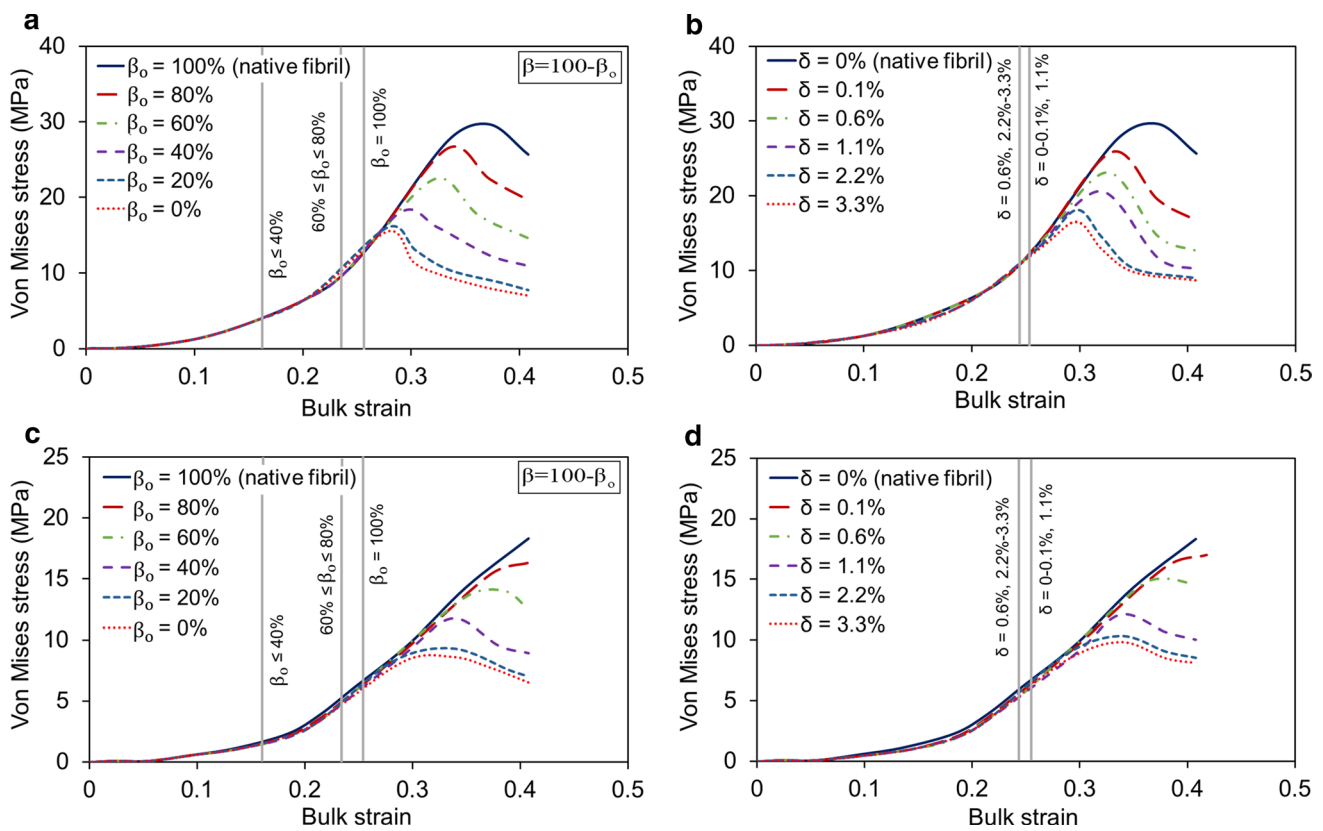 a
Von Mises stress (MPa)
40
30
20
10
0
βo = 100% (native fibril)
βo = 80%
βo = 60%
βo = 40%
βo = 20%
βo = 0%
β=100-βo
βo ≤ 40%
60% ≤ βo ≤ 80%
βo = 100%
0 0.1 0.2 0.3 0.4 0.5
Bulk strain
b
Von Mises stress (MPa)
40
30
20
10
0
δ = 0% (native fibril)
δ = 0.1%
δ = 0.6%
δ = 1.1%
δ = 2.2%
δ = 3.3%
δ = 0.6%, 2.2%-3.3%
δ = 0-0.1%, 1.1%
0 0.1 0.2 0.3 0.4 0.5
Bulk strain
c
Von Mises stress (MPa)
25
20
15
10
5
0
βo = 100% (native fibril)
βo = 80%
βo = 60%
βo = 40%
βo = 20%
βo = 0%
β=100-βo
βo ≤ 40%
60% ≤ βo ≤ 80%
βo = 100%
0 0.1 0.2 0.3 0.4 0.5
Bulk strain
d
Von Mises stress (MPa)
25
20
15
10
5
0
δ = 0% (native fibril)
δ = 0.1%
δ = 0.6%
δ = 1.1%
δ = 2.2%
δ = 3.3%
δ = 0.6%, 2.2%-3.3%
δ = 0-0.1%, 1.1%
0 0.1 0.2 0.3 0.4 0.5
Bulk strain